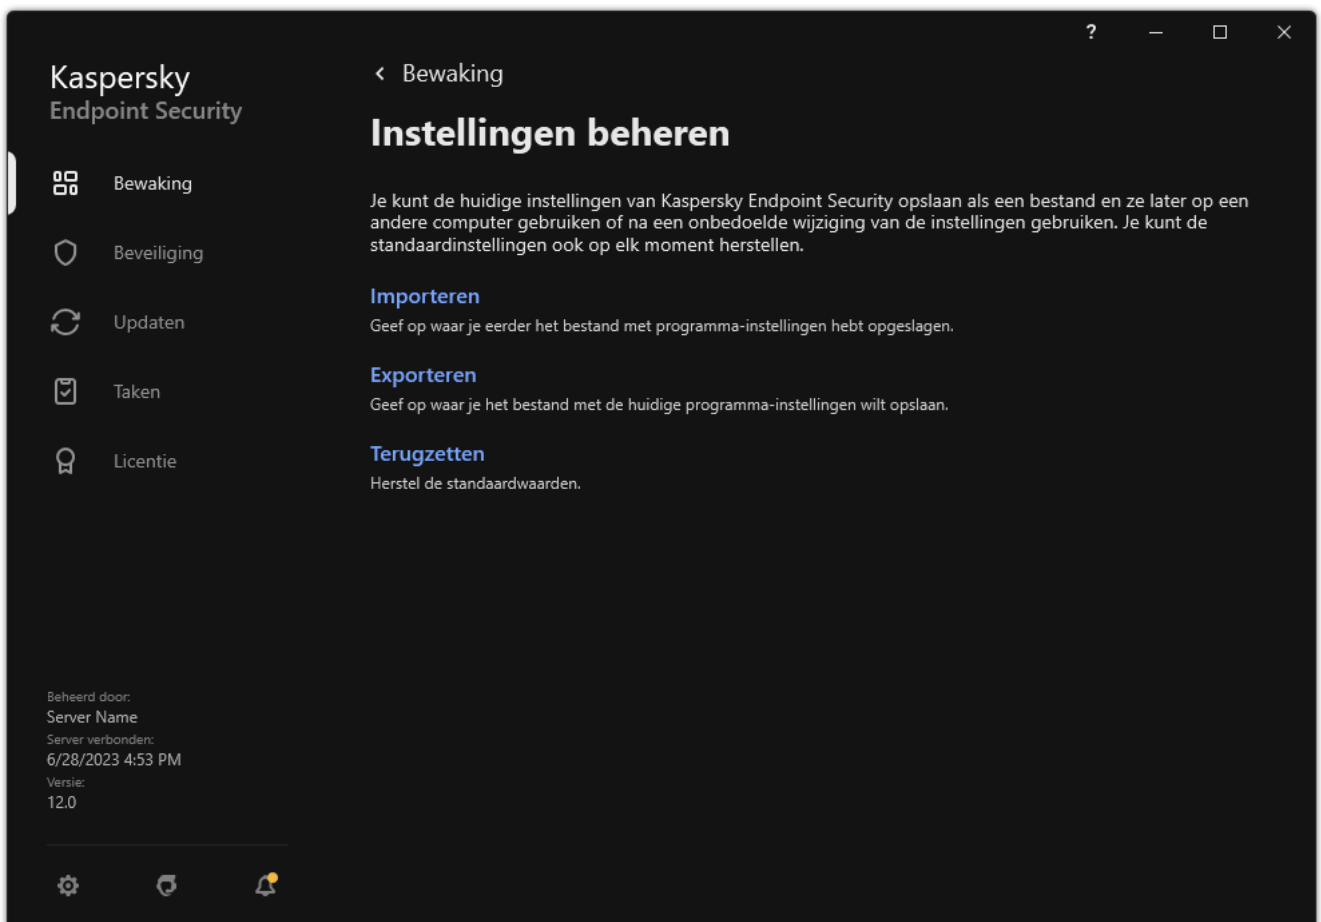 ?
Kaspersky
Endpoint Security
Bewaking
Beveiliging
Updaten
Taken
Licentie
Beheerd door:
Server Name
Server verbonden:
6/28/2023 4:53 PM
Versie:
12.0
Bewaking
Instellingen beheren
Je kunt de huidige instellingen van Kaspersky Endpoint Security opslaan als een bestand en ze later op een
andere computer gebruiken of na een onbedoelde wijziging van de instellingen gebruiken. Je kunt de
standaardinstellingen ook op elk moment herstellen.
Importeren
Geef op waar je eerder het bestand met programma-instellingen hebt opgeslagen.
Exporteren
Geef op waar je het bestand met de huidige programma-instellingen wilt opslaan.
Terugzetten
Herstel de standaardwaarden.